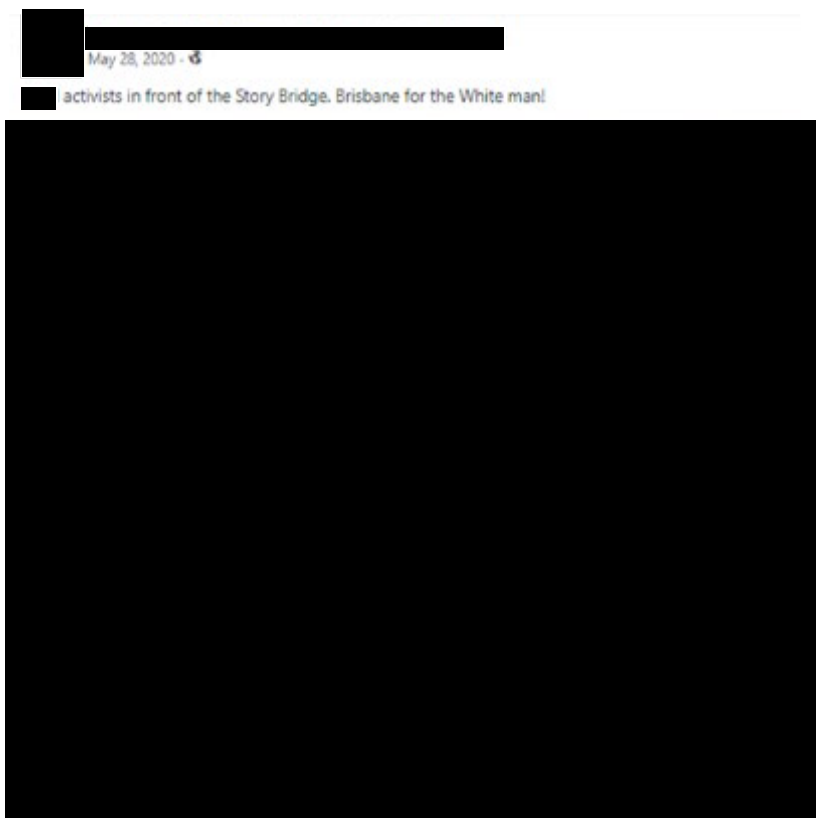 May 28, 2020 ·
activists in front of the Story Bridge. Brisbane for the White man!